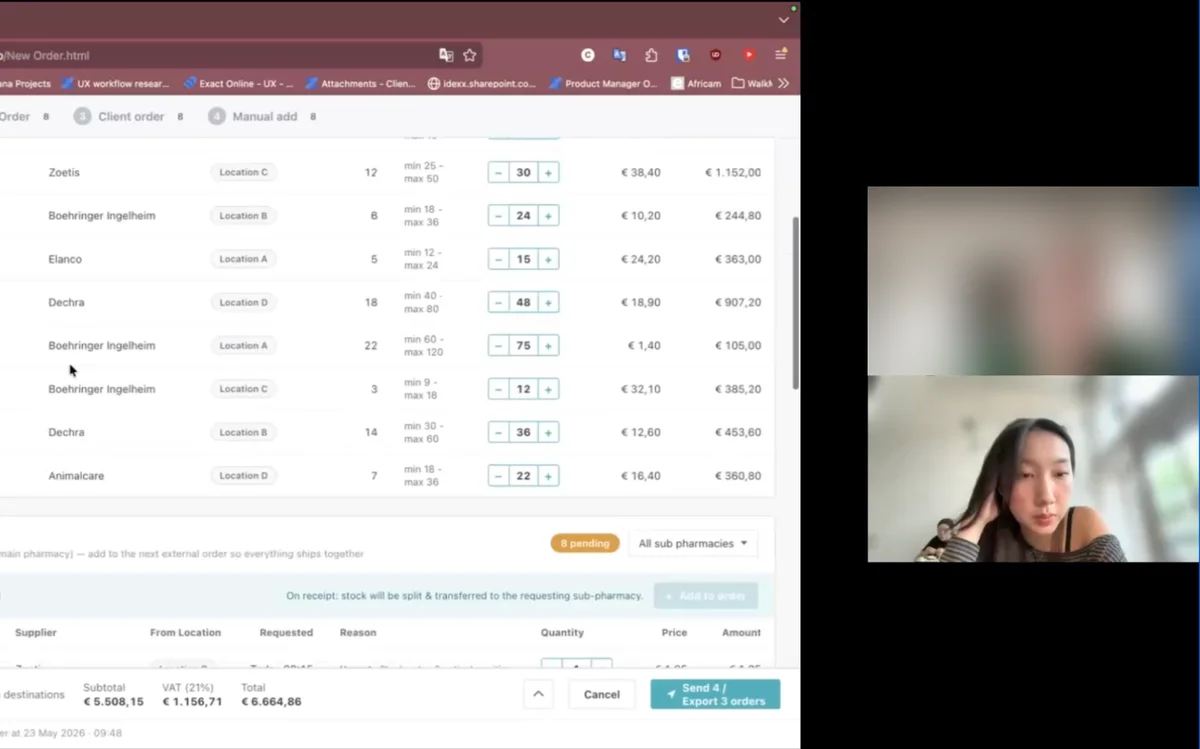 /New Order.html
ana Projects UX workflow resear... Exact Online - UX - ... Attachments - Clien... idexx.sharepoint.co... Product Manager O... Africam Walkk
Order 8 3 Client order 8 4 Manual add 8
Zoetis Location C 12 min 25 - max 50 − 30 + € 38,40 € 1.152,00
Boehringer Ingelheim Location B 6 min 18 - max 36 − 24 + € 10,20 € 244,80
Elanco Location A 5 min 12 - max 24 − 15 + € 24,20 € 363,00
Dechra Location D 18 min 40 - max 80 − 48 + € 18,90 € 907,20
Boehringer Ingelheim Location A 22 min 60 - max 120 − 75 + € 1,40 € 105,00
Boehringer Ingelheim Location C 3 min 9 - max 18 − 12 + € 32,10 € 385,20
Dechra Location B 14 min 30 - max 60 − 36 + € 12,60 € 453,60
Animalcare Location D 7 min 18 - max 36 − 22 + € 16,40 € 360,80
main pharmacy) — add to the next external order so everything ships together 8 pending All sub pharmacies
On receipt: stock will be split & transferred to the requesting sub-pharmacy. + Add to order
Supplier From Location Requested Reason Quantity Price Amount
destinations Subtotal VAT (21%) Total Cancel Send 4 /
€ 5.508,15 € 1.156,71 € 6.664,86 Export 3 orders
er at 23 May 2026 · 09:48